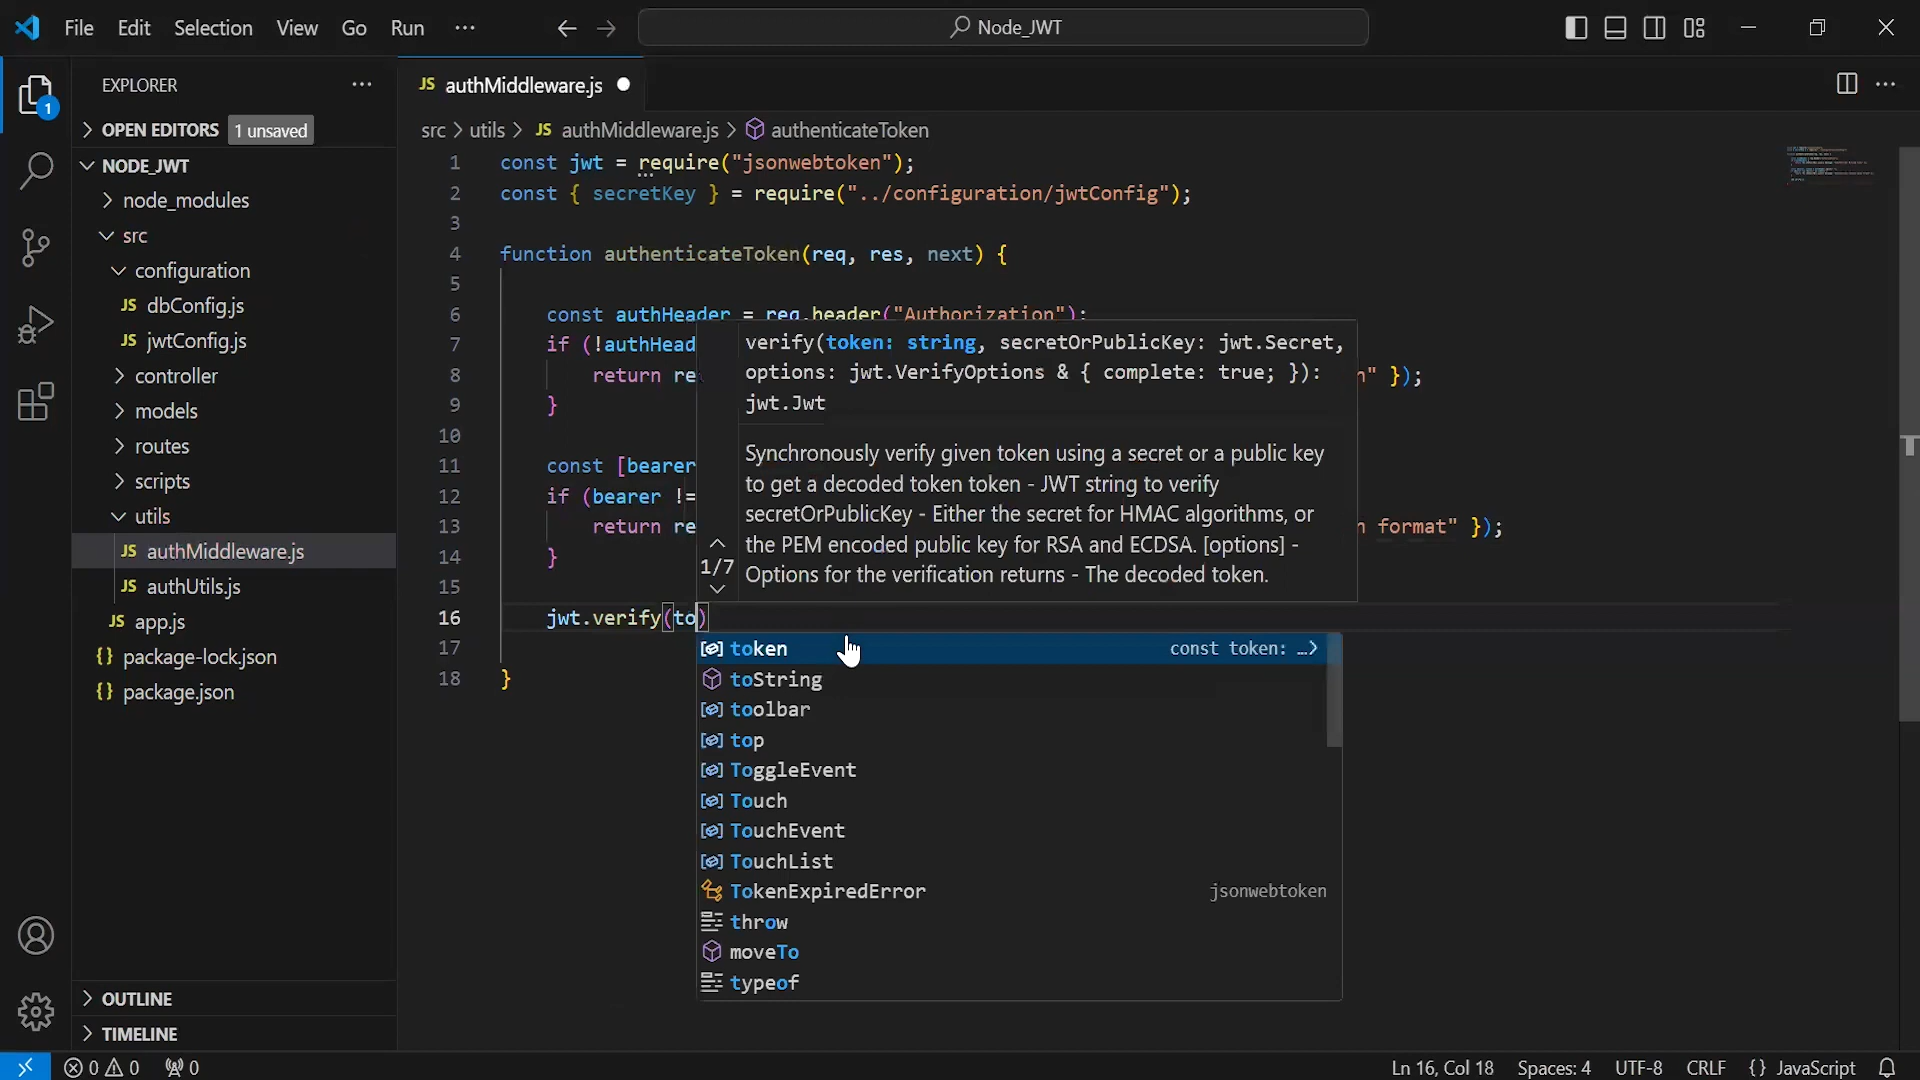 File Edit Selection View Go Run ···
Node_JWT
EXPLORER ···
OPEN EDITORS 1 unsaved
NODE_JWT
node_modules
src
configuration
JS dbConfig.js
JS jwtConfig.js
controller
models
routes
scripts
utils
JS authMiddleware.js
JS authUtils.js
JS app.js
{} package-lock.json
{} package.json
OUTLINE
TIMELINE
1
JS authMiddleware.js
src > utils > JS authMiddleware.js > authenticateToken
1 const jwt = require("jsonwebtoken");
2 const { secretKey } = require("../configuration/jwtConfig");
3
4 function authenticateToken(req, res, next) {
5
6 const authHeader = req.header("Authorization");
7 if (!authHead
8 return re n" });
9 }
10
11 const [bearer
12 if (bearer !=
13 return re n format" });
14 }
15
16 jwt.verify(to)
17
18 }
verify(token: string, secretOrPublicKey: jwt.Secret,
options: jwt.VerifyOptions & { complete: true; }):
jwt.Jwt
Synchronously verify given token using a secret or a public key
to get a decoded token token - JWT string to verify
secretOrPublicKey - Either the secret for HMAC algorithms, or
the PEM encoded public key for RSA and ECDSA. [options] -
Options for the verification returns - The decoded token.
1/7
token const token: …>
toString
toolbar
top
ToggleEvent
Touch
TouchEvent
TouchList
TokenExpiredError jsonwebtoken
throw
moveTo
typeof
0 0 0 Ln 16, Col 18 Spaces: 4 UTF-8 CRLF {} JavaScript